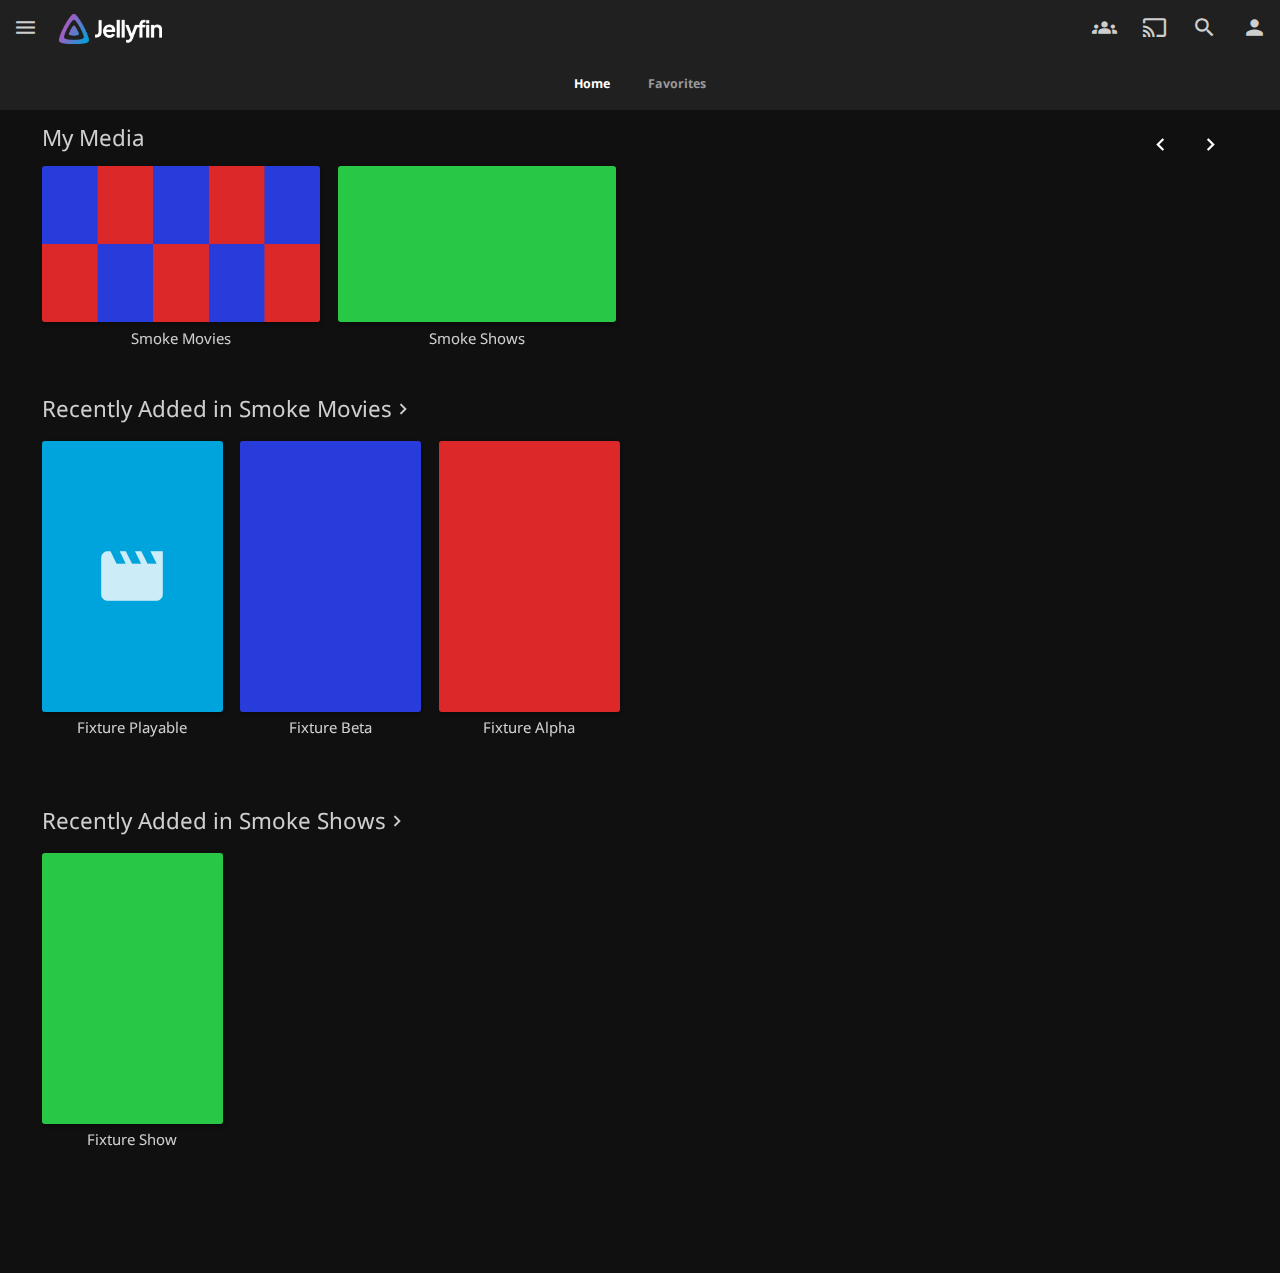 Jellyfin
Home Favorites
My Media
Smoke Movies Smoke Shows
Recently Added in Smoke Movies
Fixture Playable Fixture Beta Fixture Alpha
Recently Added in Smoke Shows
Fixture Show